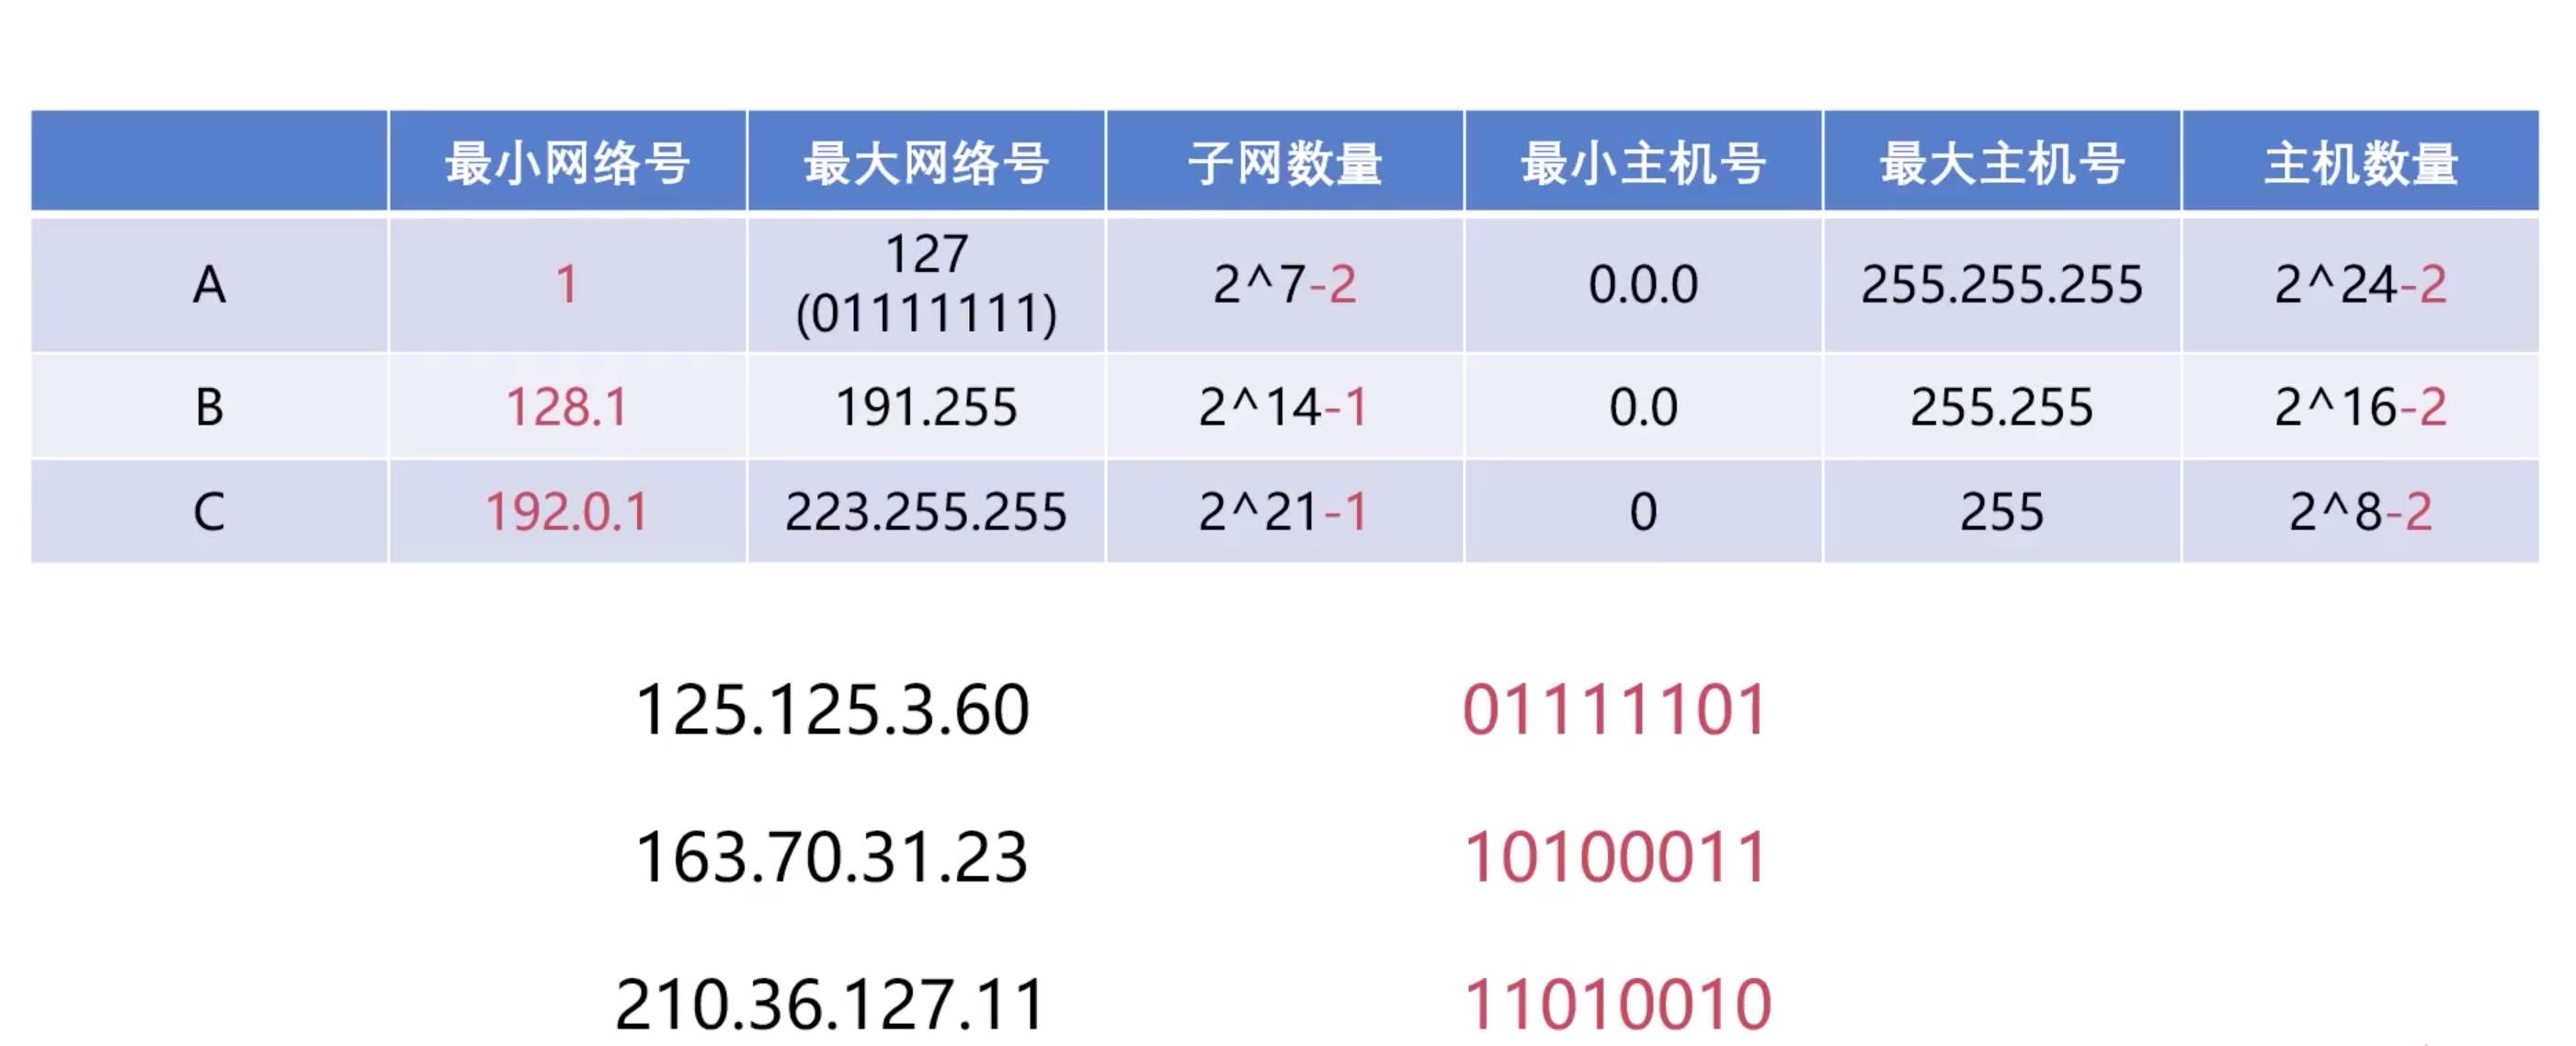 最小网络号 最大网络号 子网数量 最小主机号 最大主机号 主机数量
A 1 127 (01111111) 2^7-2 0.0.0 255.255.255 2^24-2
B 128.1 191.255 2^14-1 0.0 255.255 2^16-2
C 192.0.1 223.255.255 2^21-1 0 255 2^8-2
125.125.3.60 01111101
163.70.31.23 10100011
210.36.127.11 11010010